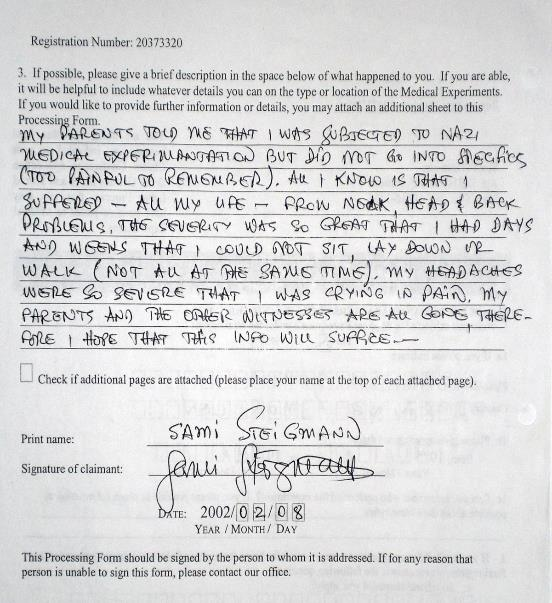 Registration Number: 20373320
3. If possible, please give a brief description in the space below of what happened to you. If you are able,
it will be helpful to include whatever details you can on the type or location of the Medical Experiments.
If you would like to provide further information or details, you may attach an additional sheet to this
Processing Form.
MY PARENTS TOLD ME THAT I WAS SUBJECTED TO NAZI
MEDICAL EXPERIMANTATION BUT DID NOT GO INTO SPECIFICS
(TOO PAINFUL TO REMEMBER). ALL I KNOW IS THAT I
SUFFERED — ALL MY LIFE — FROM NECK, HEAD & BACK
PROBLEMS, THE SEVERITY WAS SO GREAT THAT I HAD DAYS
AND WEEKS THAT I COULD NOT SIT, LAY DOWN OR
WALK (NOT ALL AT THE SAME TIME). MY HEADACHES
WERE SO SEVERE THAT I WAS CRYING IN PAIN. MY
PARENTS AND THE OTHER WITNESSES ARE ALL GONE, THERE-
FORE I HOPE THAT THIS INFO WILL SUFFICE.—
Check if additional pages are attached (please place your name at the top of each attached page).
Print name: SAMI STEIGMANN
Signature of claimant: Sami Steigmann
DATE: 2002/02/08
YEAR / MONTH / DAY
This Processing Form should be signed by the person to whom it is addressed. If for any reason that
person is unable to sign this form, please contact our office.